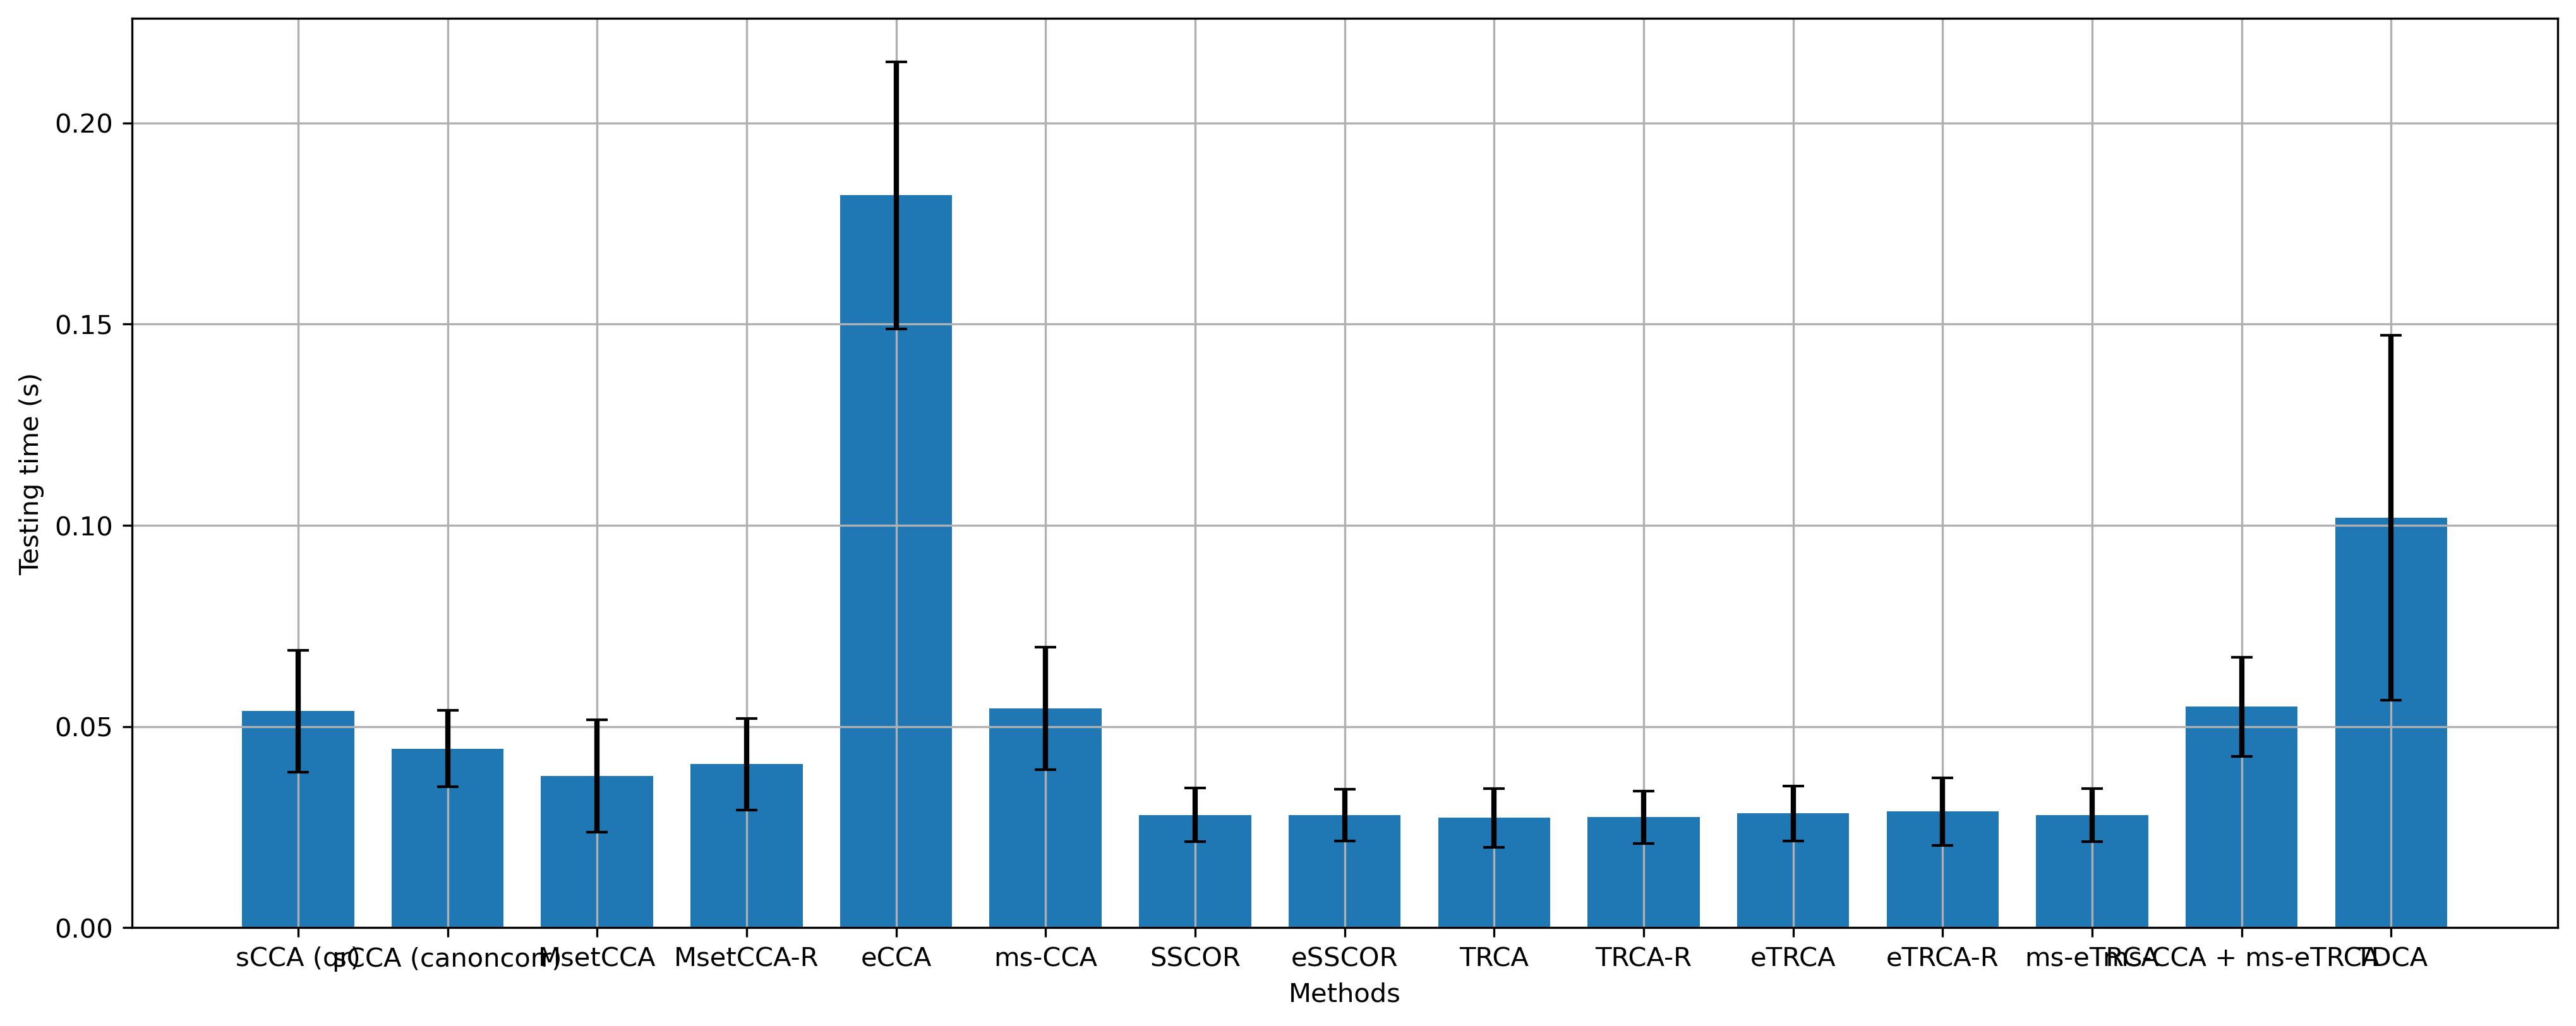 Testing time (s)
0.20
0.15
0.10
0.05
0.00
sCCA (qr) sCCA (canoncorr) MsetCCA MsetCCA-R eCCA ms-CCA SSCOR eSSCOR TRCA TRCA-R eTRCA eTRCA-R ms-eTRCA ms-CCA + ms-eTRCA TDCA
Methods